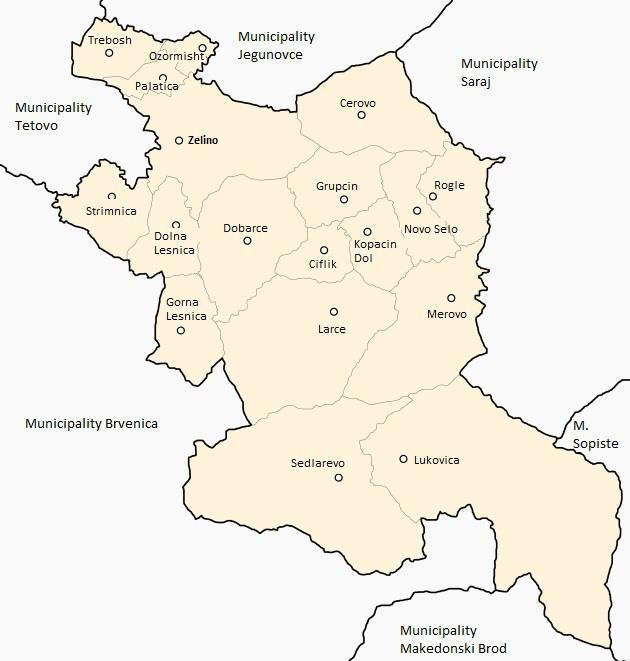 Trebosh
Ozormisht
Palatica
Municipality
Jegunovce
Municipality
Saraj
Municipality
Tetovo
Cerovo
Zelino
Strimnica
Grupcin
Rogle
Dolna
Lesnica
Dobarce
Novo Selo
Kopacin
Dol
Ciflik
Gorna
Lesnica
Larce
Merovo
Municipality Brvenica
M.
Sopiste
Sedlarevo
Lukovica
Municipality
Makedonski Brod